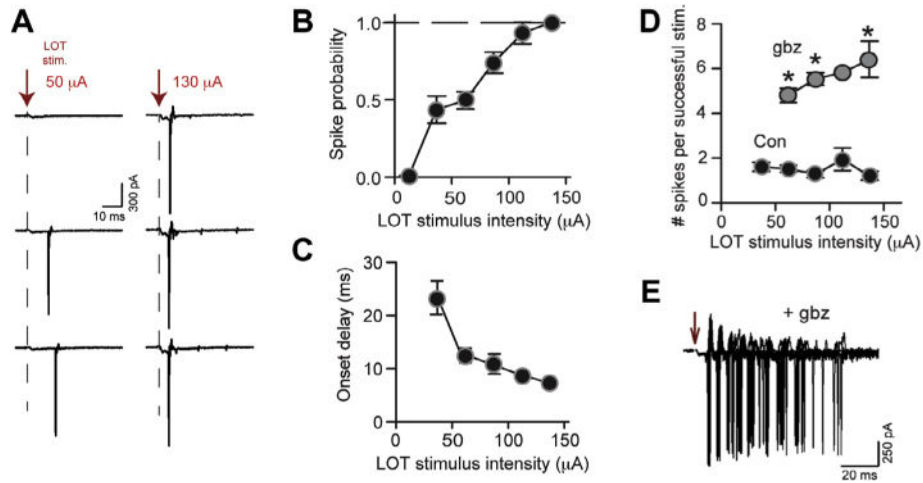 A
LOT
stim.
50 µA
130 µA
10 ms
300 pA
B
Spike probability
1.0
0.5
0.0
0
50
100
150
LOT stimulus intensity (µA)
C
Onset delay (ms)
30
20
10
0
0
50
100
150
LOT stimulus intensity (µA)
D
# spikes per successful stim.
8
6
4
2
0
gbz
* * *
Con
0
50
100
150
LOT stimulus intensity (µA)
E
+ gbz
250 pA
20 ms